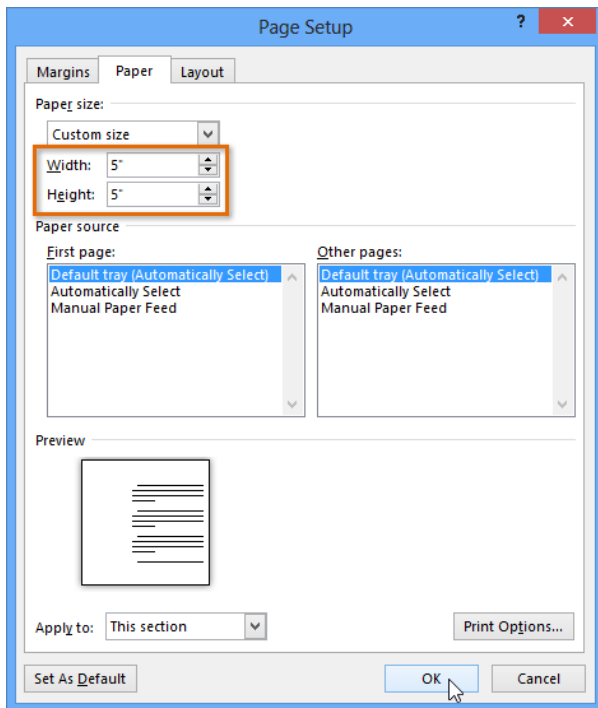 Page Setup ?
Margins Paper Layout
Paper size:
Custom size
Width: 5"
Height: 5"
Paper source
First page: Other pages:
Default tray (Automatically Select) Default tray (Automatically Select)
Automatically Select Automatically Select
Manual Paper Feed Manual Paper Feed
Preview
Apply to: This section Print Options...
Set As Default OK Cancel